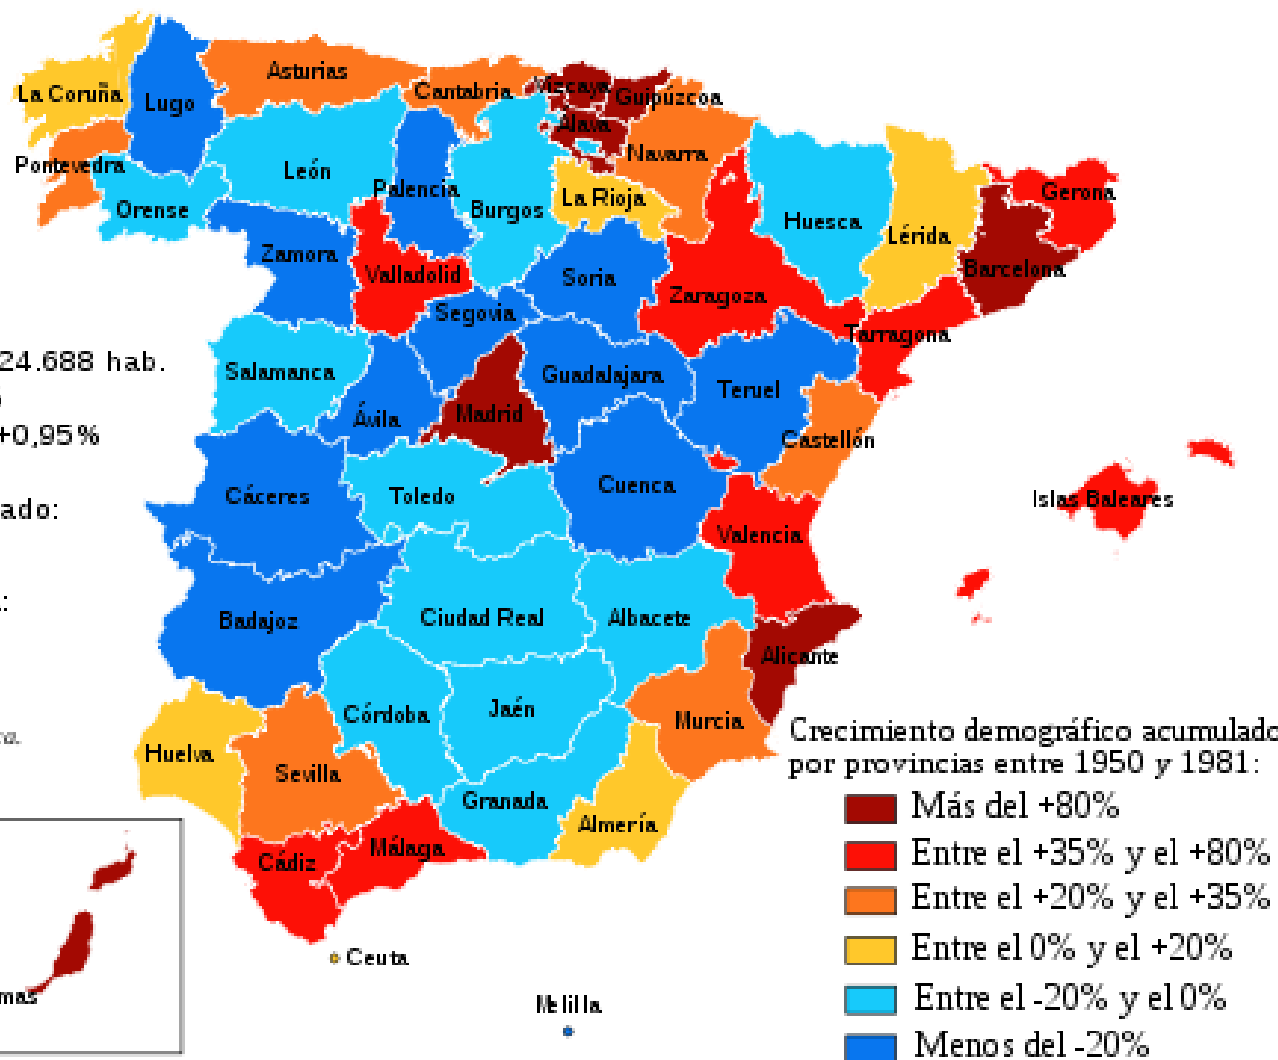 Asturias
Vizcaya
Cantabria
La Coruña
Lugo
Guipúzcoa
Álava
Navarra
Pontevedra
León
Palencia
La Rioja
Gerona
Orense
Burgos
Huesca
Lérida
Zamora
Valladolid
Soria
Barcelona
Zaragoza
Segovia
Tarragona
24.688 hab.
Salamanca
Guadalajara
Teruel
Ávila
Madrid
+0,95%
Castellón
Cáceres
Toledo
Cuenca
Islas Baleares
ado:
Valencia
Badajoz
Ciudad Real
Albacete
Alicante
Córdoba
Jaén
Murcia
Huelva
Sevilla
Granada
Almería
Cádiz
Málaga
Ceuta
Melilla
mas
Crecimiento demográfico acumulado
por provincias entre 1950 y 1981:
Más del +80%
Entre el +35% y el +80%
Entre el +20% y el +35%
Entre el 0% y el +20%
Entre el -20% y el 0%
Menos del -20%